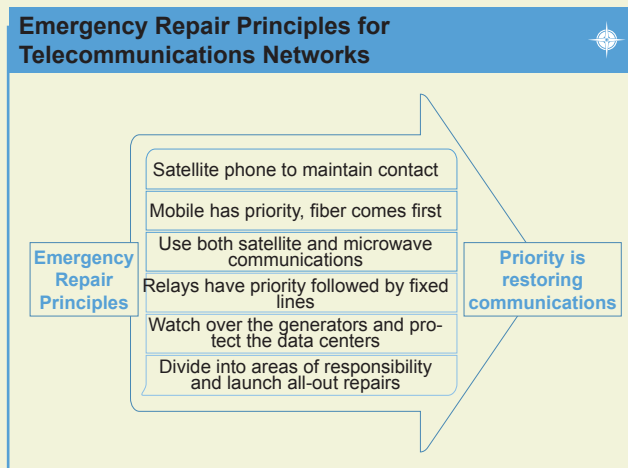 Emergency Repair Principles for
Telecommunications Networks
Satellite phone to maintain contact
Mobile has priority, fiber comes first
Use both satellite and microwave
communications
Relays have priority followed by fixed
lines
Watch over the generators and pro-
tect the data centers
Divide into areas of responsibility
and launch all-out repairs
Emergency
Repair
Principles
Priority is
restoring
communications